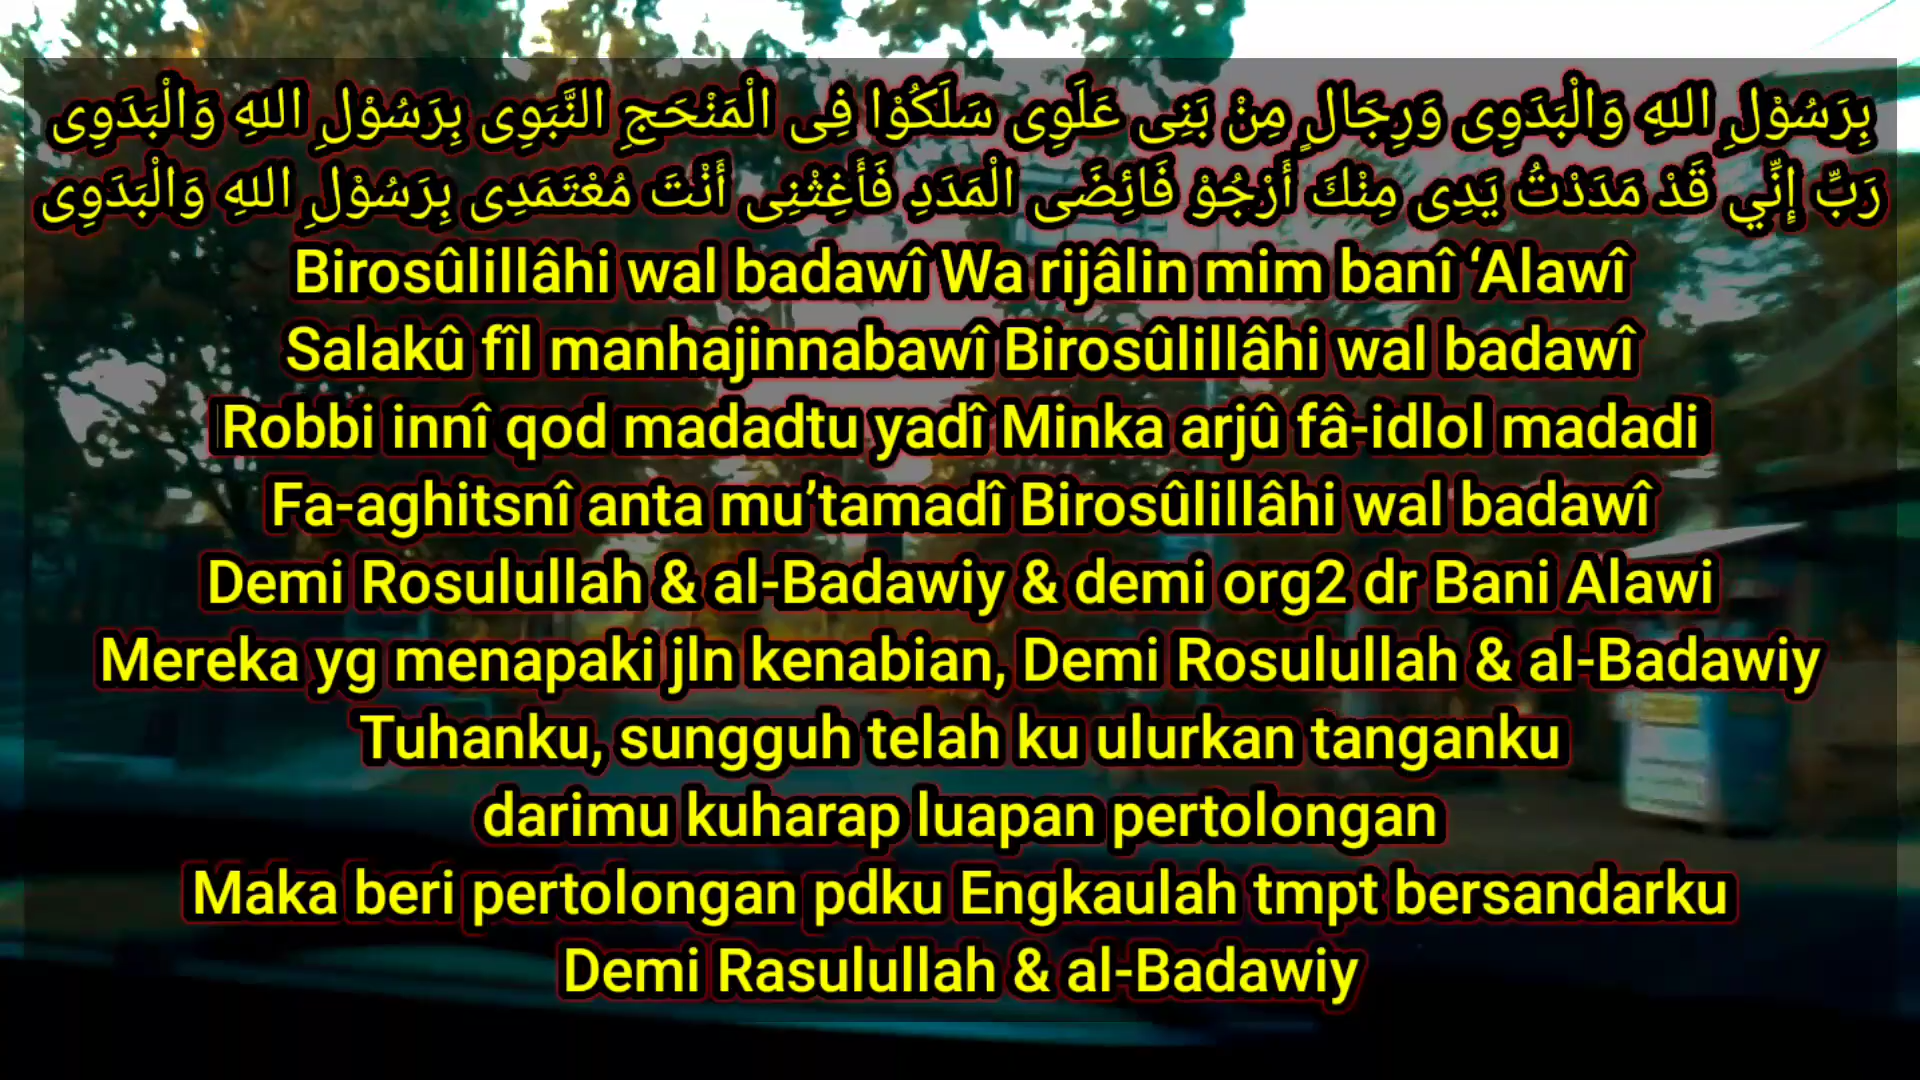 بِرَسُوْلِ اللهِ وَالْبَدَوِى وَرِجَالٍ مِنْ بَنِى عَلَوِى سَلَكُوْا فِى الْمَنْحَجِ النَّبَوِى بِرَسُوْلِ اللهِ وَالْبَدَوِى
رَبِّ إِنِّي قَدْ مَدَدْتُ يَدِى مِنْكَ أَرْجُوْ فَائِضَى الْمَدَدِ فَأَغِثْنِى أَنْتَ مُعْتَمَدِى بِرَسُوْلِ اللهِ وَالْبَدَوِى
Birosûlillâhi wal badawî Wa rijâlin mim banî ‘Alawî
Salakû fîl manhajinnabawî Birosûlillâhi wal badawî
Robbi innî qod madadtu yadî Minka arjû fâ-idlol madadi
Fa-aghitsnî anta mu’tamadî Birosûlillâhi wal badawî
Demi Rosulullah & al-Badawiy & demi org2 dr Bani Alawi
Mereka yg menapaki jln kenabian, Demi Rosulullah & al-Badawiy
Tuhanku, sungguh telah ku ulurkan tanganku
darimu kuharap luapan pertolongan
Maka beri pertolongan pdku Engkaulah tmpt bersandarku
Demi Rasulullah & al-Badawiy